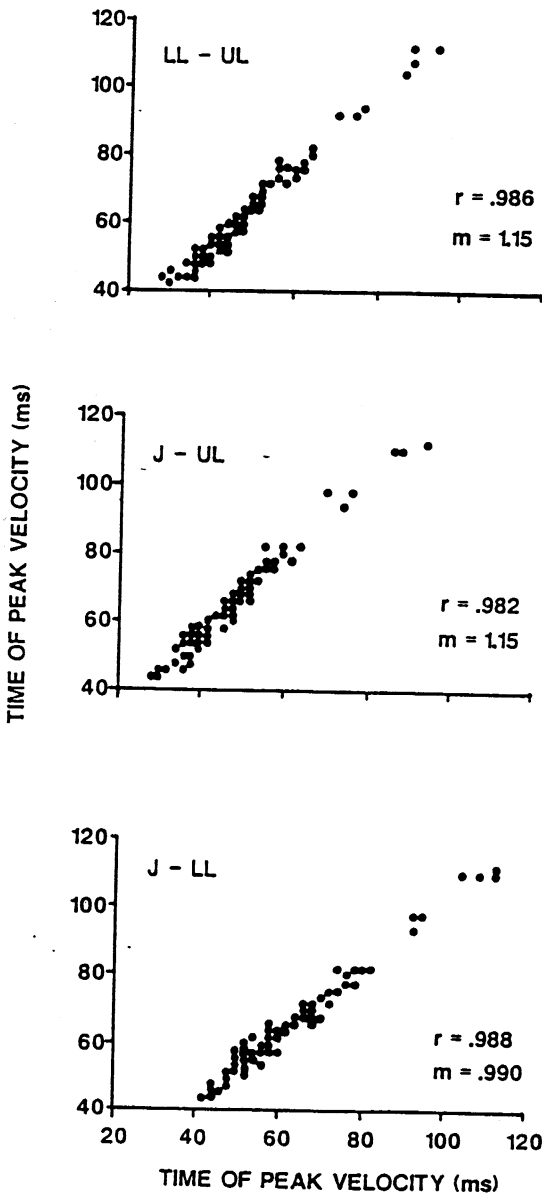 120
LL - UL
100
80
r = .986
60
m = 1.15
40
TIME OF PEAK VELOCITY (ms)
120
J - UL
100
80
r = .982
60
m = 1.15
40
120
J - LL
100
80
60
r = .988
m = .990
40
20 40 60 80 100 120
TIME OF PEAK VELOCITY (ms)